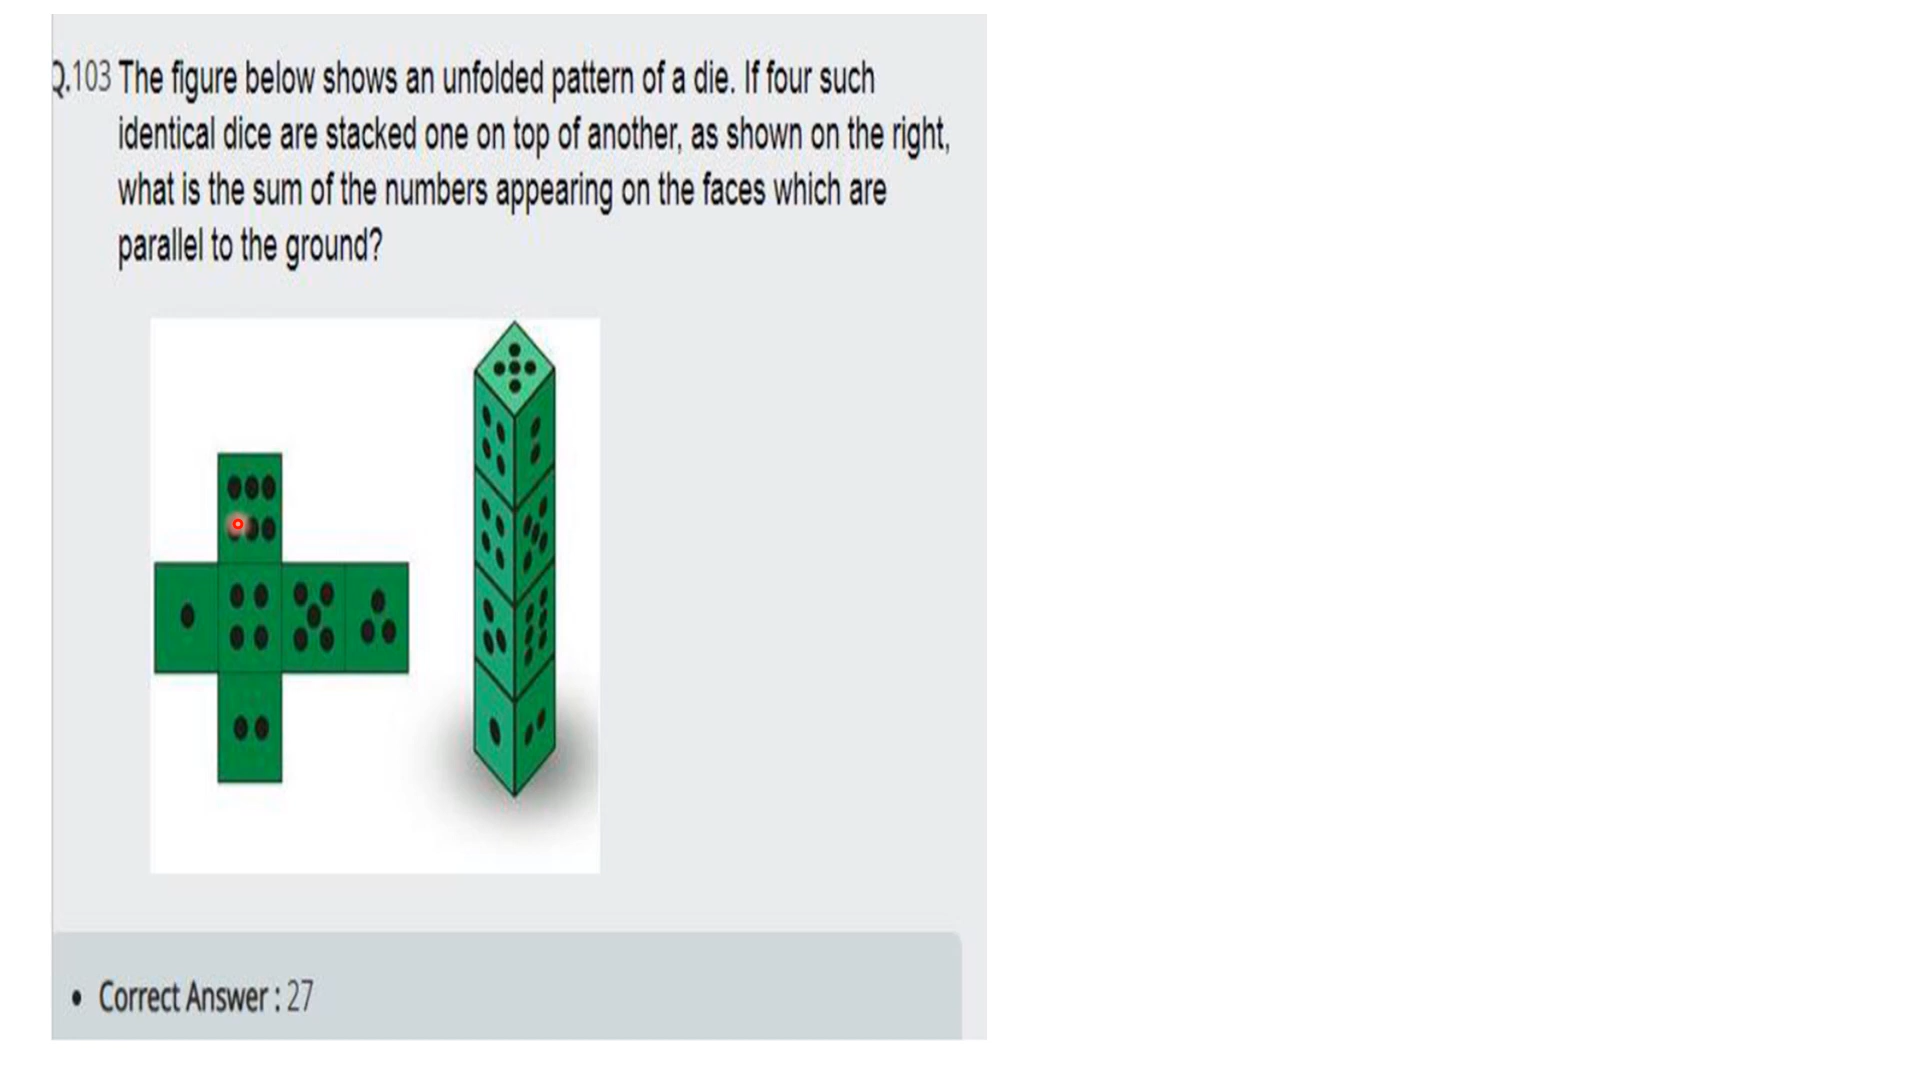 Q.103 The figure below shows an unfolded pattern of a die. If four such
identical dice are stacked one on top of another, as shown on the right,
what is the sum of the numbers appearing on the faces which are
parallel to the ground?
• Correct Answer : 27